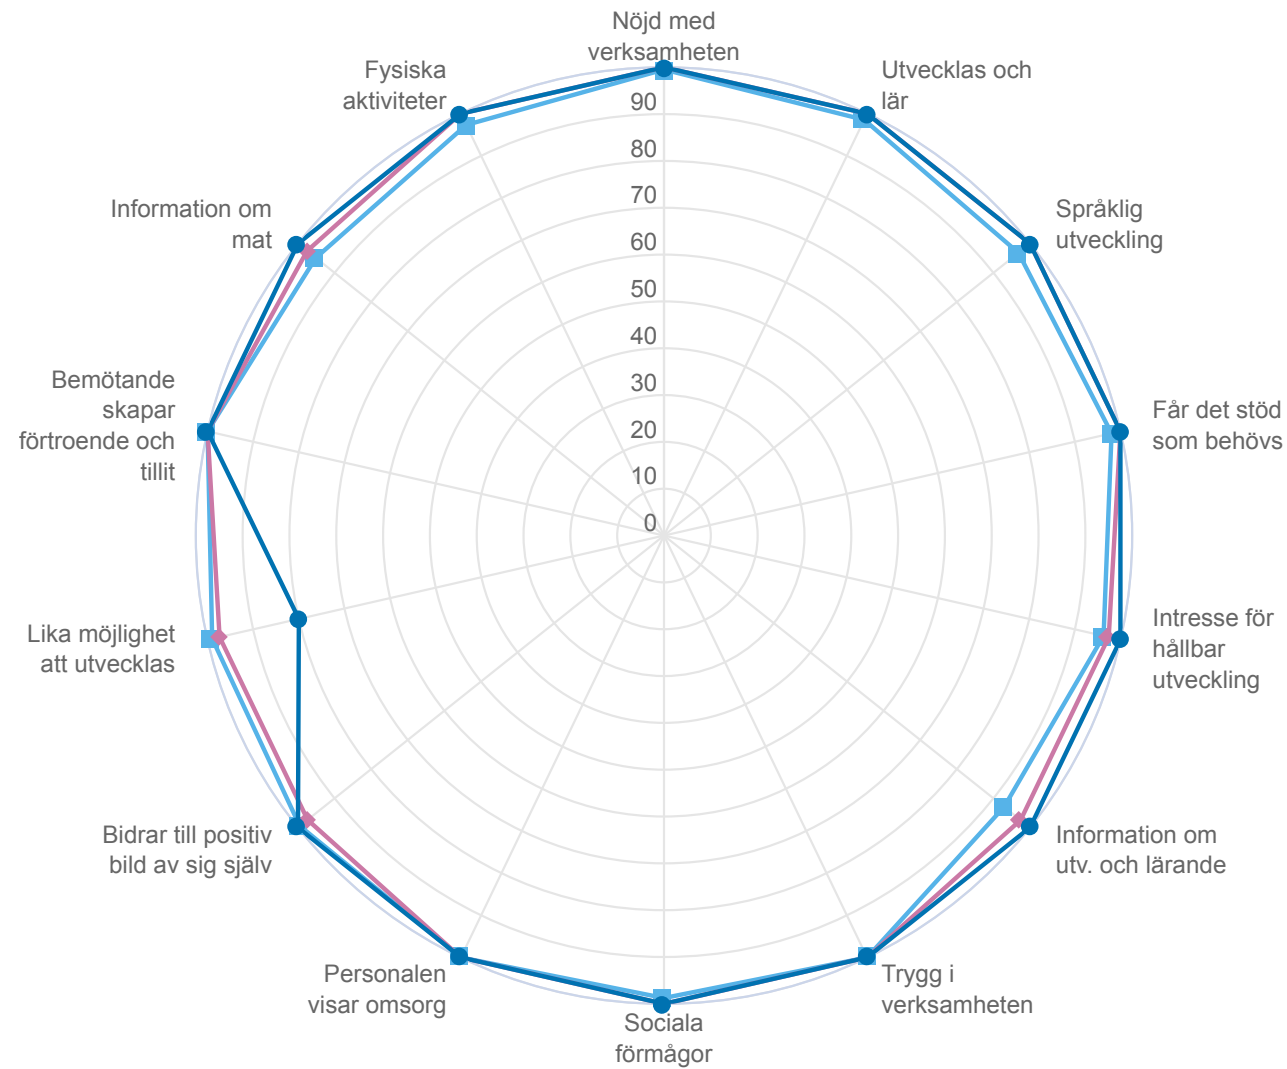 Nöjd med
verksamheten
Utvecklas och
lär
Språklig
utveckling
Får det stöd
som behövs
Intresse för
hållbar
utveckling
Information om
utv. och lärande
Trygg i
verksamheten
Sociala
förmågor
Personalen
visar omsorg
Bidrar till positiv
bild av sig själv
Lika möjlighet
att utvecklas
Bemötande
skapar
förtroende och
tillit
Information om
mat
Fysiska
aktiviteter
90
80
70
60
50
40
30
20
10
0